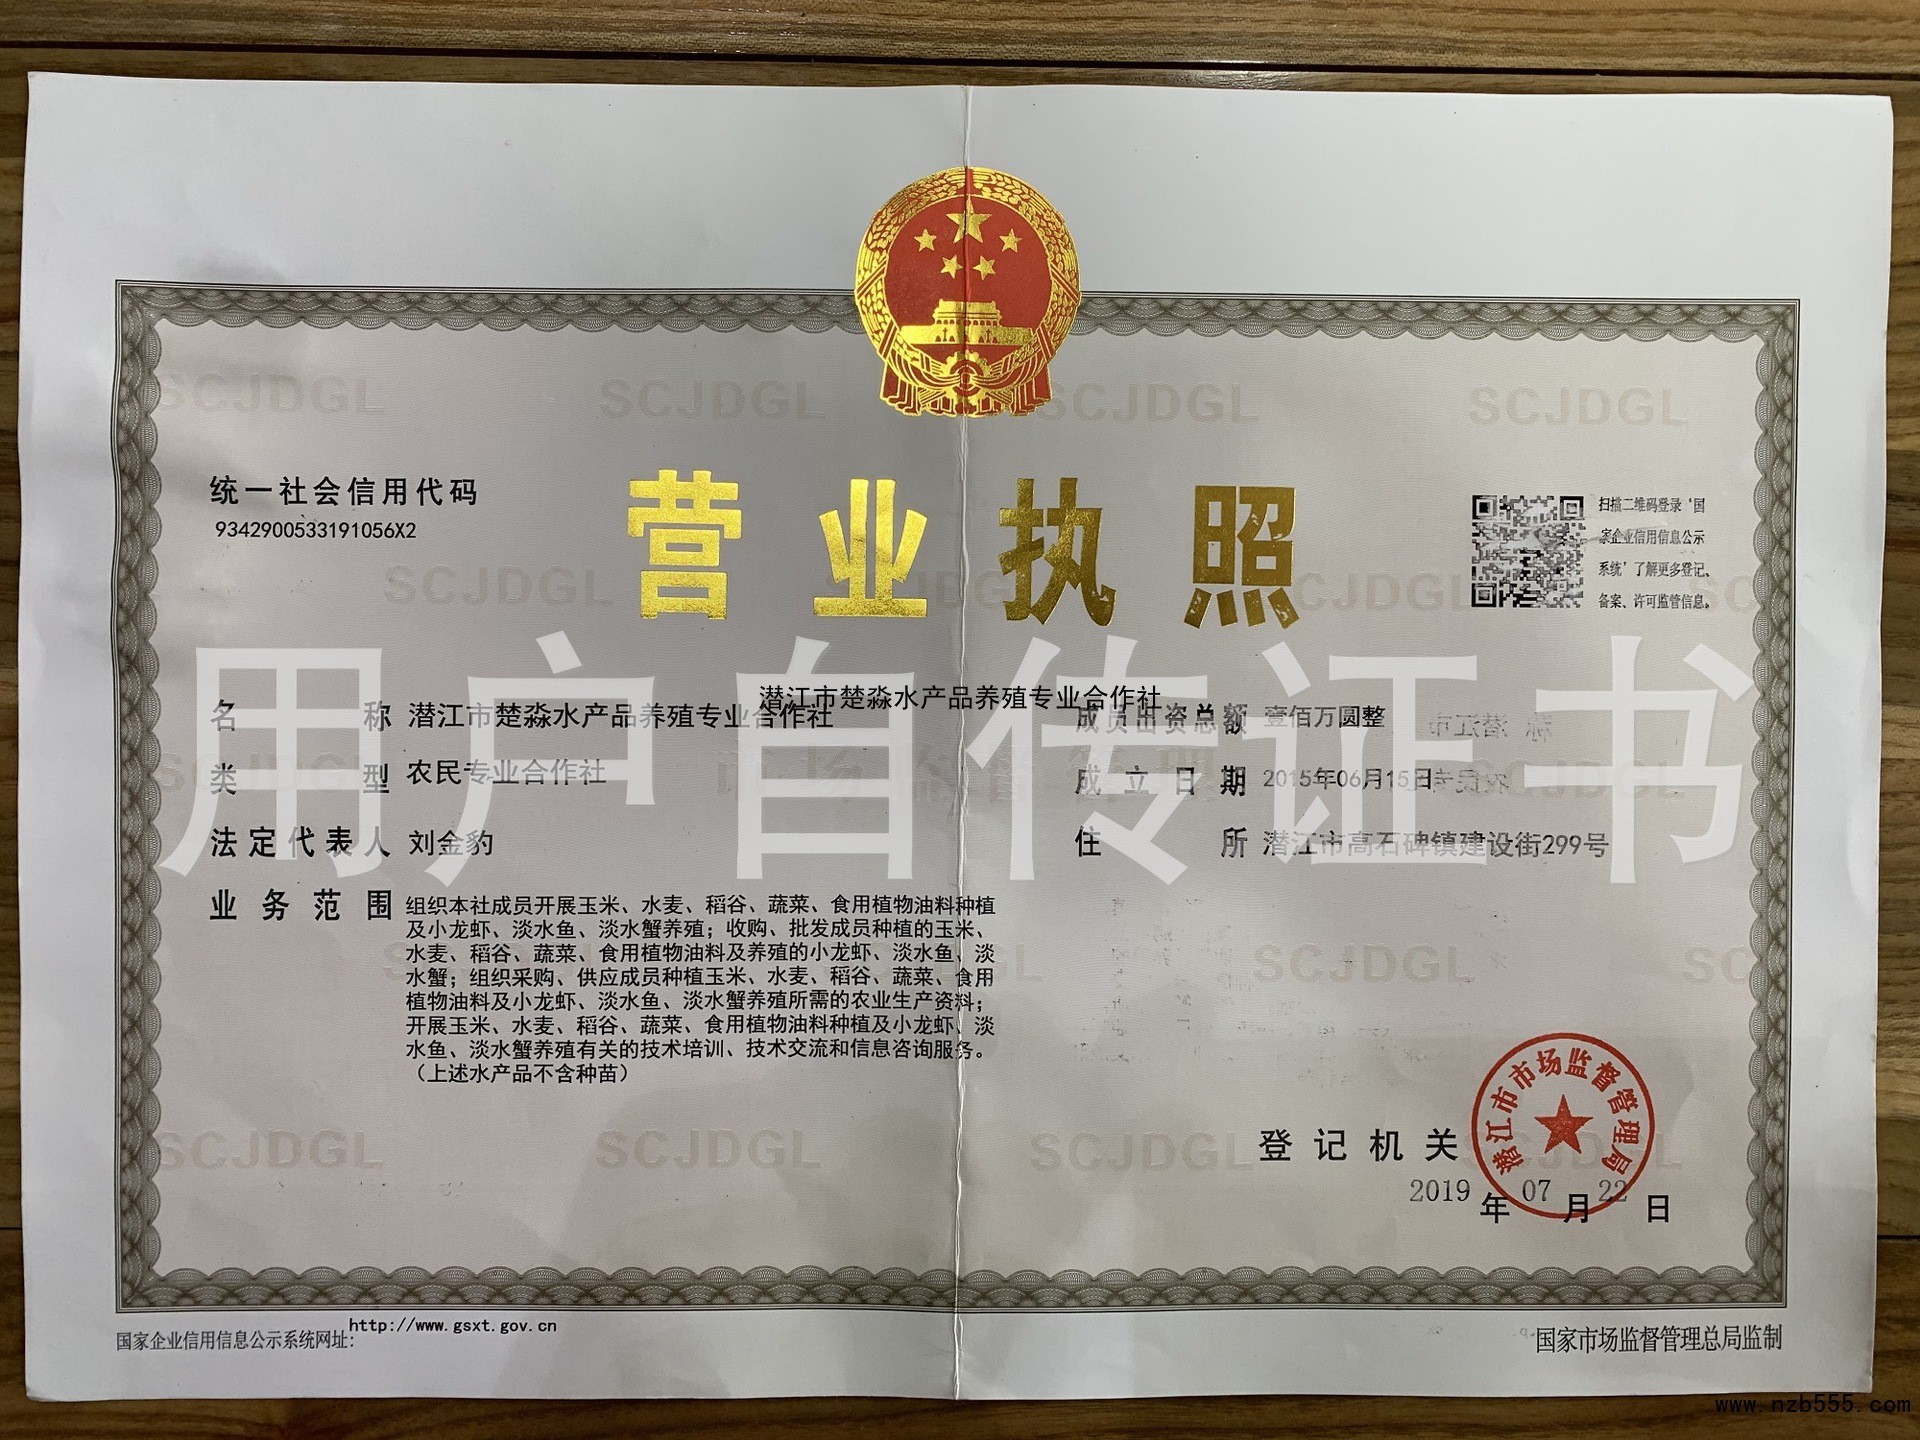 统一社会信用代码
93429005331910​56X2
营业执照
扫描二维码登录'国
家企业信用信息公示
系统'了解更多登记、
备案、许可监管信息。
用户自传证书
潜江市楚淼水产品养殖专业合作社
名称 潜江市楚淼水产品养殖专业合作社
类型 农民专业合作社
法定代表人 刘金豹
业务范围 组织本社成员开展玉米、水麦、稻谷、蔬菜、食用植物油料种植
及小龙虾、淡水鱼、淡水蟹养殖；收购、批发成员种植的玉米、
水麦、稻谷、蔬菜、食用植物油料及养殖的小龙虾、淡水鱼、淡
水蟹；组织采购、供应成员种植玉米、水麦、稻谷、蔬菜、食用
植物油料及小龙虾、淡水鱼、淡水蟹养殖所需的农业生产资料；
开展玉米、水麦、稻谷、蔬菜、食用植物油料种植及小龙虾、淡
水鱼、淡水蟹养殖有关的技术培训、技术交流和信息咨询服务。
（上述水产品不含种苗）
成员出资总额 壹佰万圆整
成立日期 2015年06月15日
住所 潜江市高石碑镇建设街299号
登记机关
潜江市市场监督管理局
2019年07月22日
SCJDGL SCJDGL SCJDGL SCJDGL
国家企业信用信息公示系统网址: http://www.gsxt.gov.cn
国家市场监督管理总局监制
www.nzb555.com